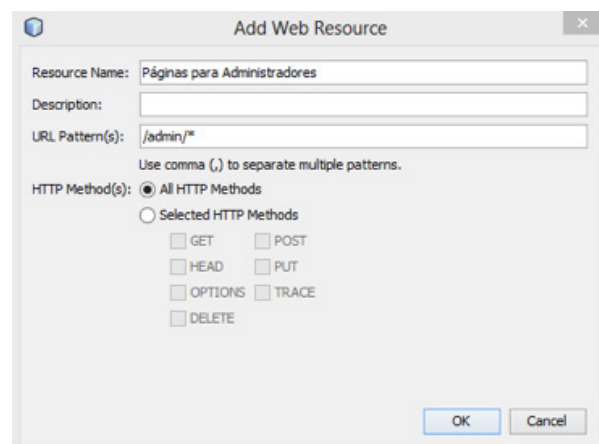 Add Web Resource
Resource Name: Páginas para Administradores
Description:
URL Pattern(s): /admin/*
Use comma (,) to separate multiple patterns.
HTTP Method(s): All HTTP Methods
Selected HTTP Methods
GET POST
HEAD PUT
OPTIONS TRACE
DELETE
OK Cancel